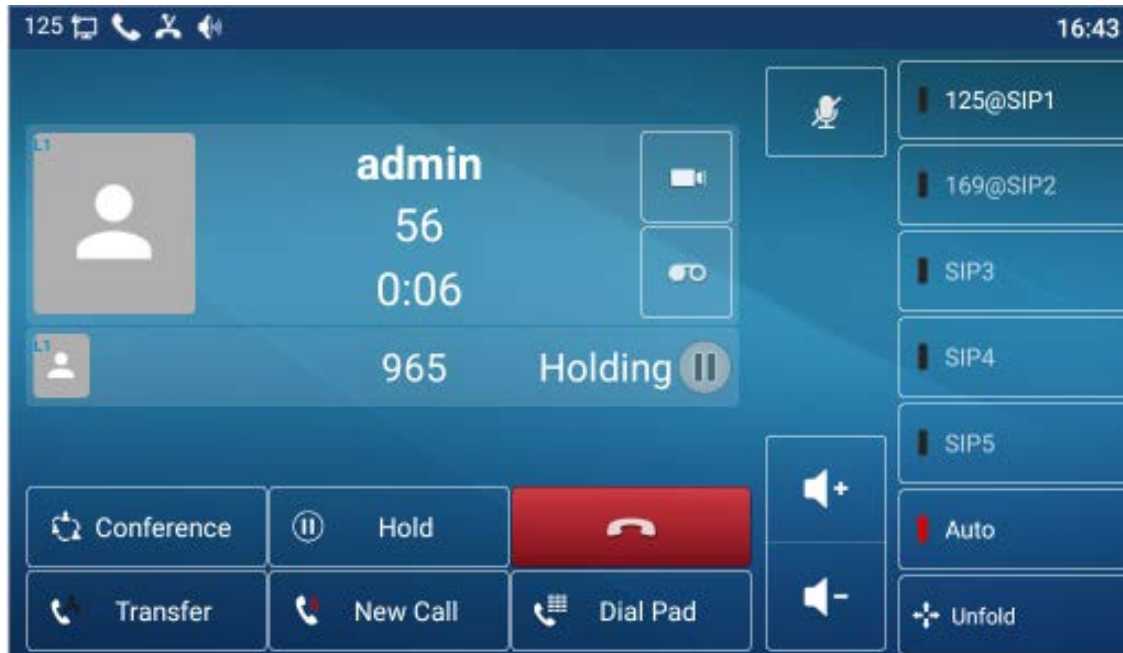 125
16:43
L1
admin
56
0:06
L1
965 Holding
125@SIP1
169@SIP2
SIP3
SIP4
SIP5
Auto
Unfold
Conference
Hold
Transfer
New Call
Dial Pad